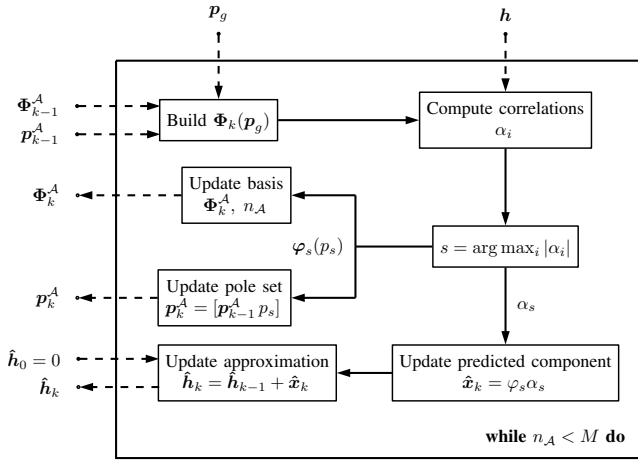 𝒑_g
𝒉
𝚽^𝒜_{k−1}
𝒑^𝒜_{k−1}
Build 𝚽_k(𝒑_g)
Compute correlations
α_i
Update basis
𝚽^𝒜_k, n_𝒜
𝚽^𝒜_k
𝝋_s(p_s)
s = arg max_i |α_i|
Update pole set
𝒑^𝒜_k = [𝒑^𝒜_{k−1} p_s]
𝒑^𝒜_k
α_s
𝒉̂_0 = 0
𝒉̂_k
Update approximation
𝒉̂_k = 𝒉̂_{k−1} + 𝒙̂_k
Update predicted component
𝒙̂_k = φ_s α_s
while n_𝒜 < M do